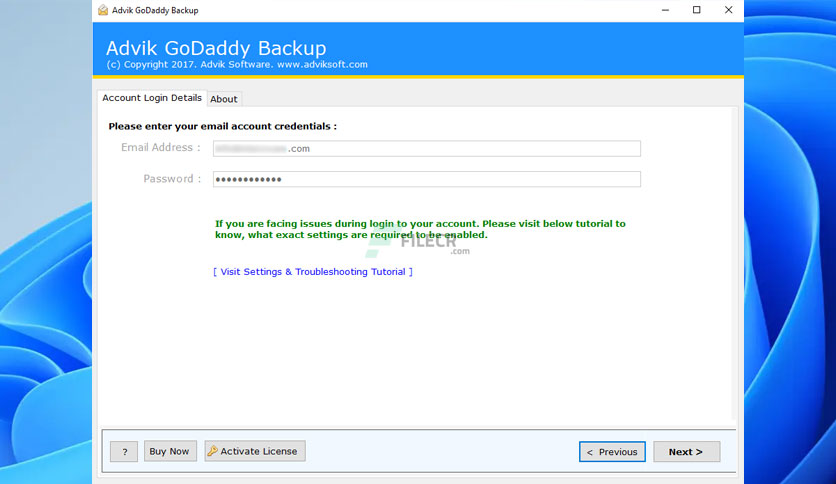 Advik GoDaddy Backup
Advik GoDaddy Backup
(c) Copyright 2017. Advik Software. www.adviksoft.com
Account Login Details
About
Please enter your email account credentials :
Email Address :
.com
Password :
••••••••••••
If you are facing issues during login to your account. Please visit below tutorial to
know, what exact settings are required to be enabled.
FILECR
.com
[ Visit Settings & Troubleshooting Tutorial ]
?
Buy Now
Activate License
< Previous
Next >